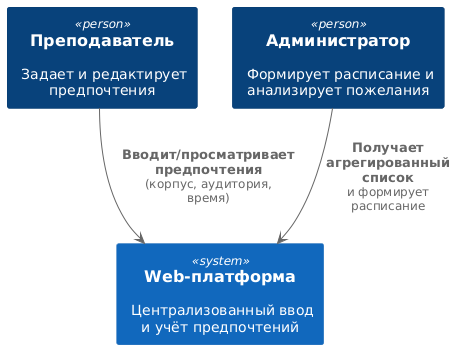 «person»
Преподаватель
Задает и редактирует
предпочтения
«person»
Администратор
Формирует расписание и
анализирует пожелания
Вводит/просматривает
предпочтения
(корпус, аудитория,
время)
Получает
агрегированный
список
и формирует
расписание
«system»
Web-платформа
Централизованный ввод
и учёт предпочтений